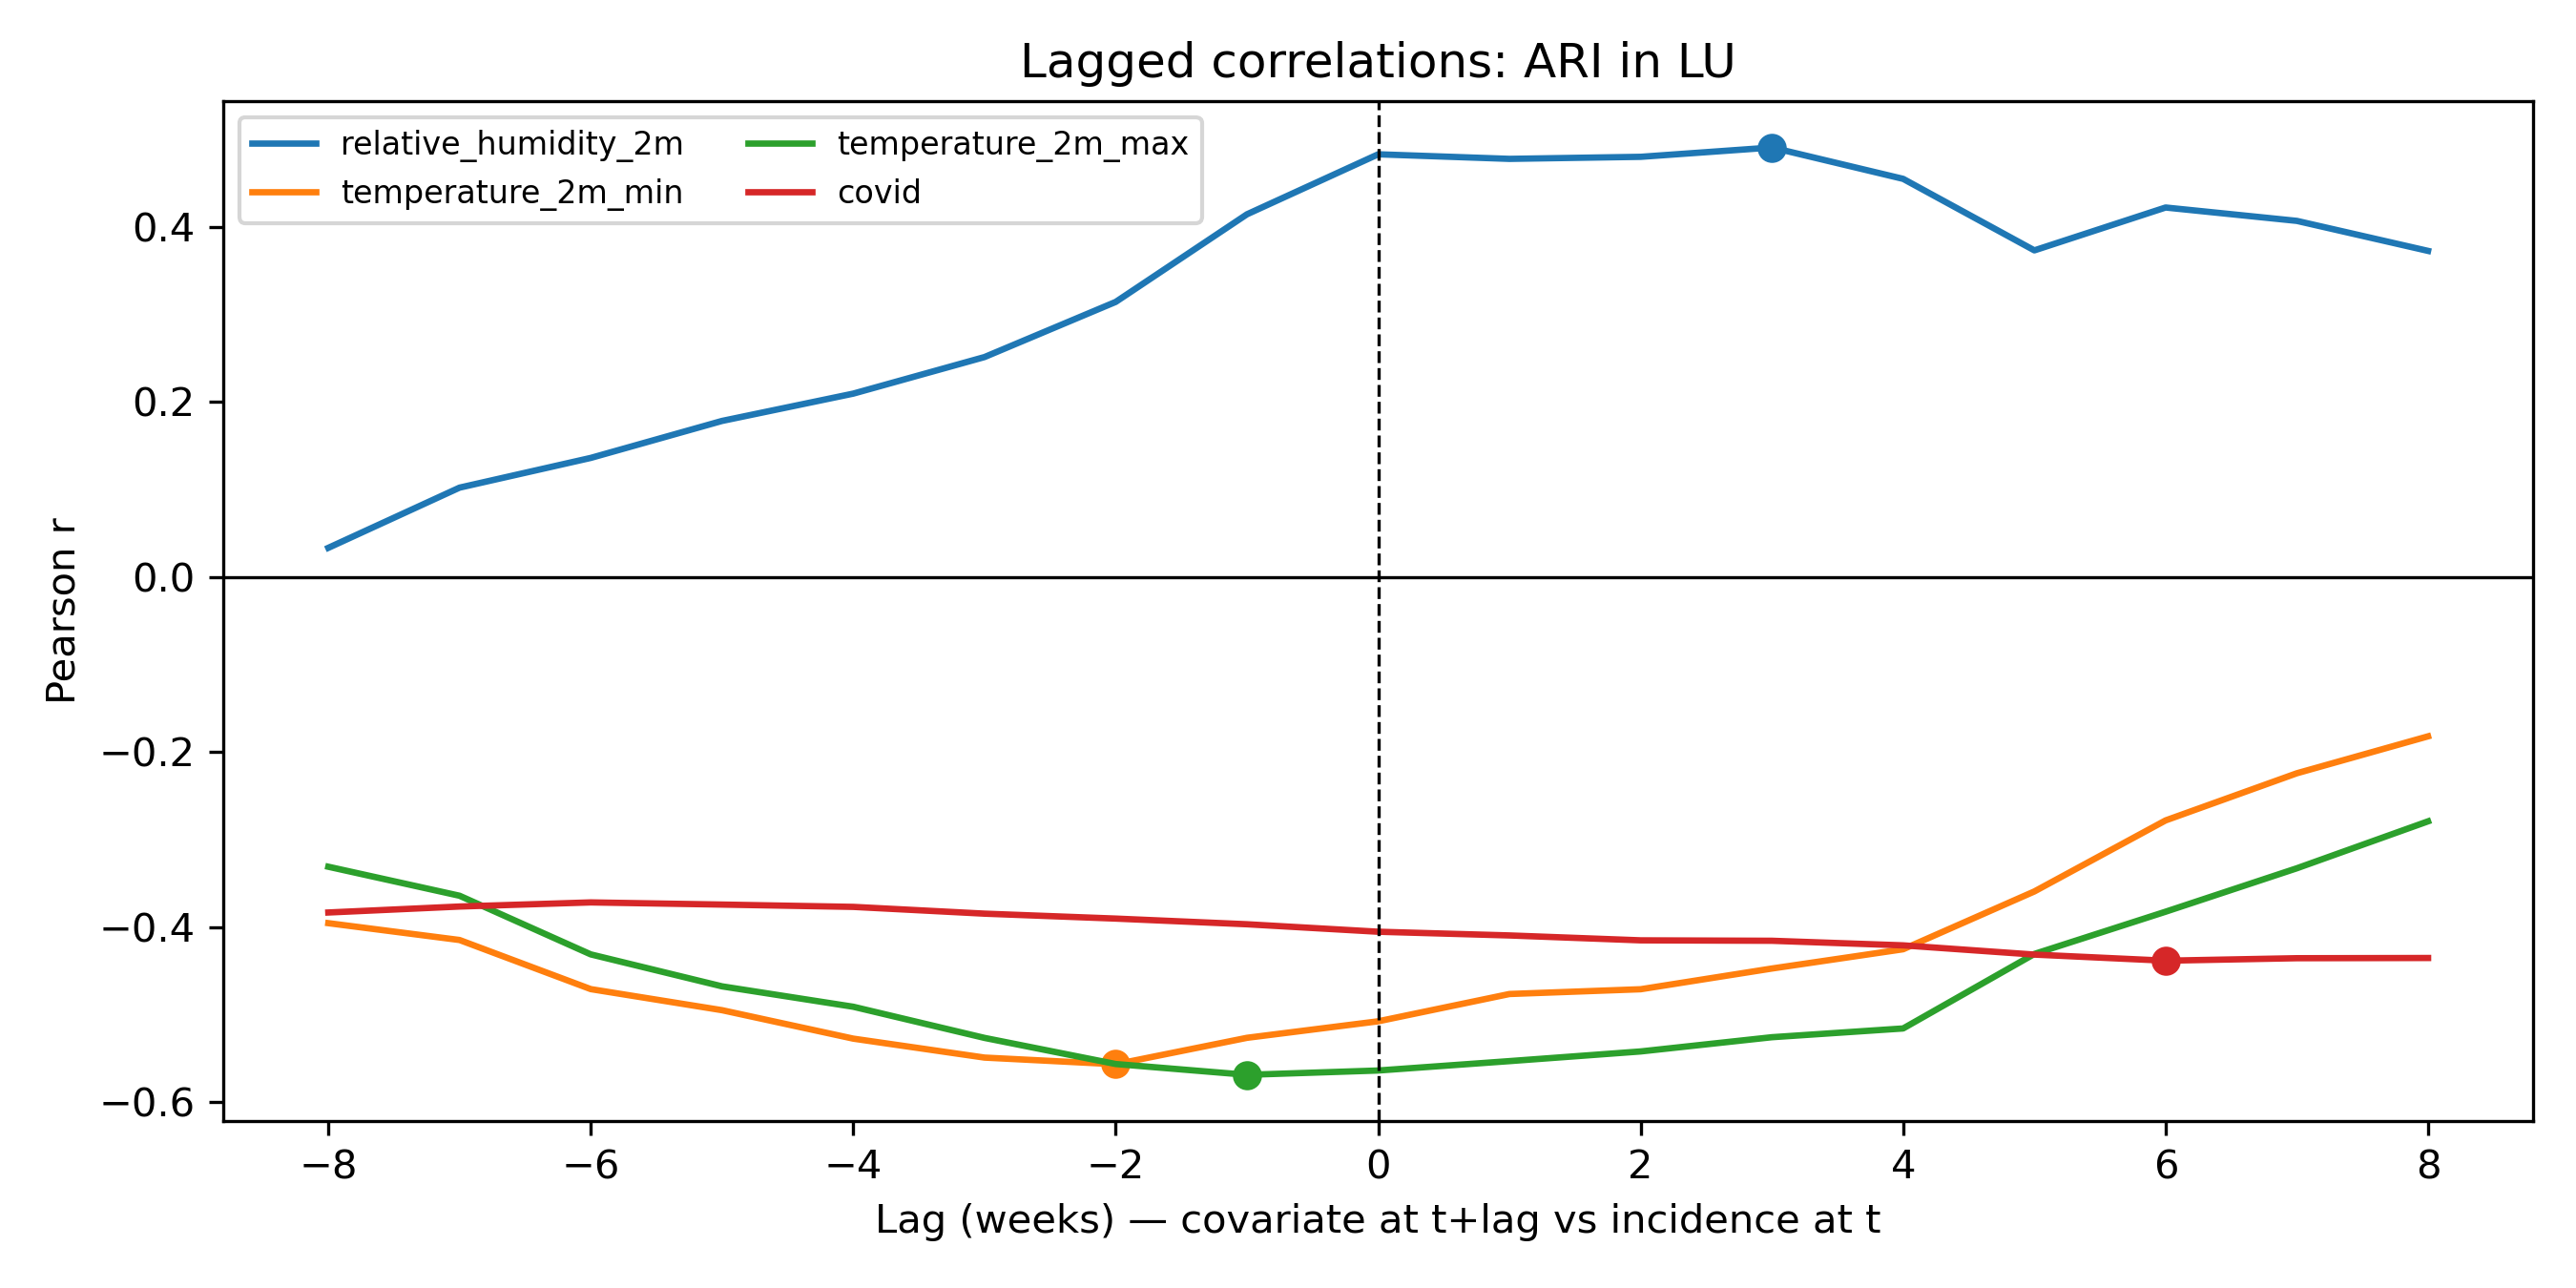 Lagged correlations: ARI in LU
relative_humidity_2m
temperature_2m_min
temperature_2m_max
covid
Pearson r
0.4
0.2
0.0
−0.2
−0.4
−0.6
−8 −6 −4 −2 0 2 4 6 8
Lag (weeks) — covariate at t+lag vs incidence at t